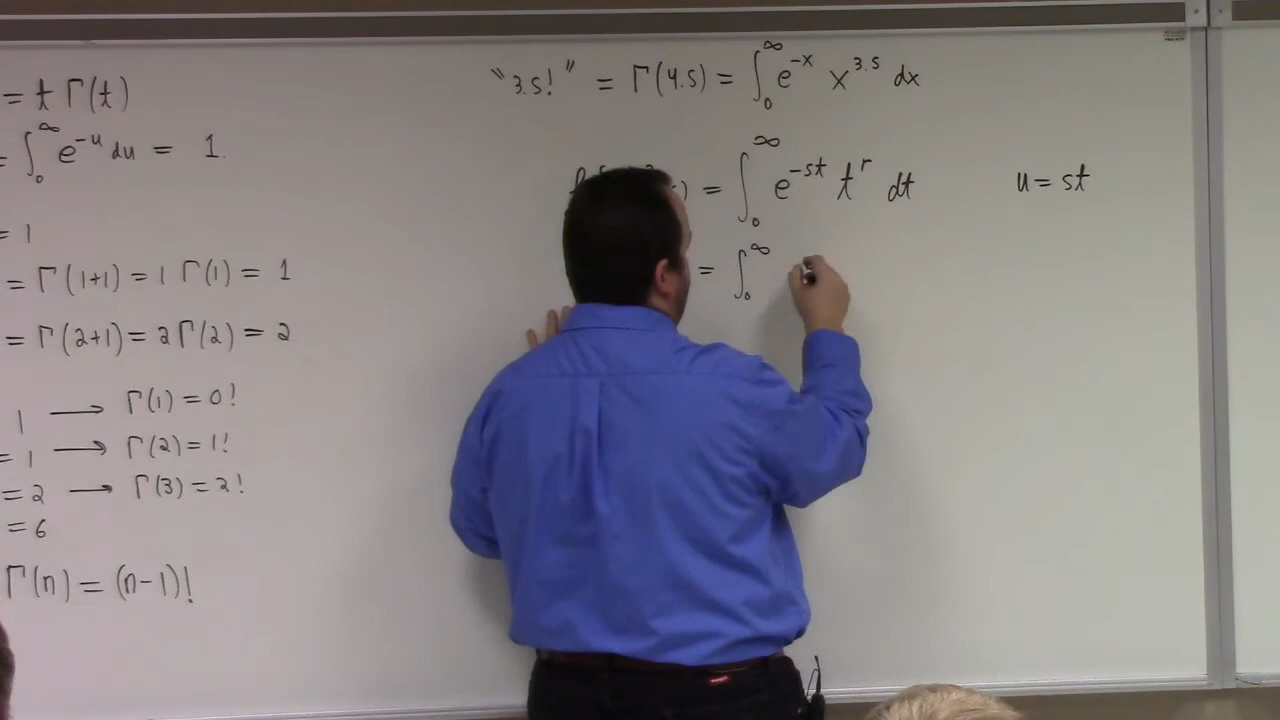 = t Γ(t)
= ∫₀^∞ e^{-u} du = 1.
= 1
= Γ(1+1) = 1 Γ(1) = 1
= Γ(2+1) = 2 Γ(2) = 2
1 → Γ(1) = 0!
= 1 → Γ(2) = 1!
= 2 → Γ(3) = 2!
= 6
Γ(n) = (n-1)!
"3.5!" = Γ(4.5) = ∫₀^∞ e^{-x} x^{3.5} dx
) = ∫₀^∞ e^{-st} t^r dt u = st
= ∫₀^∞